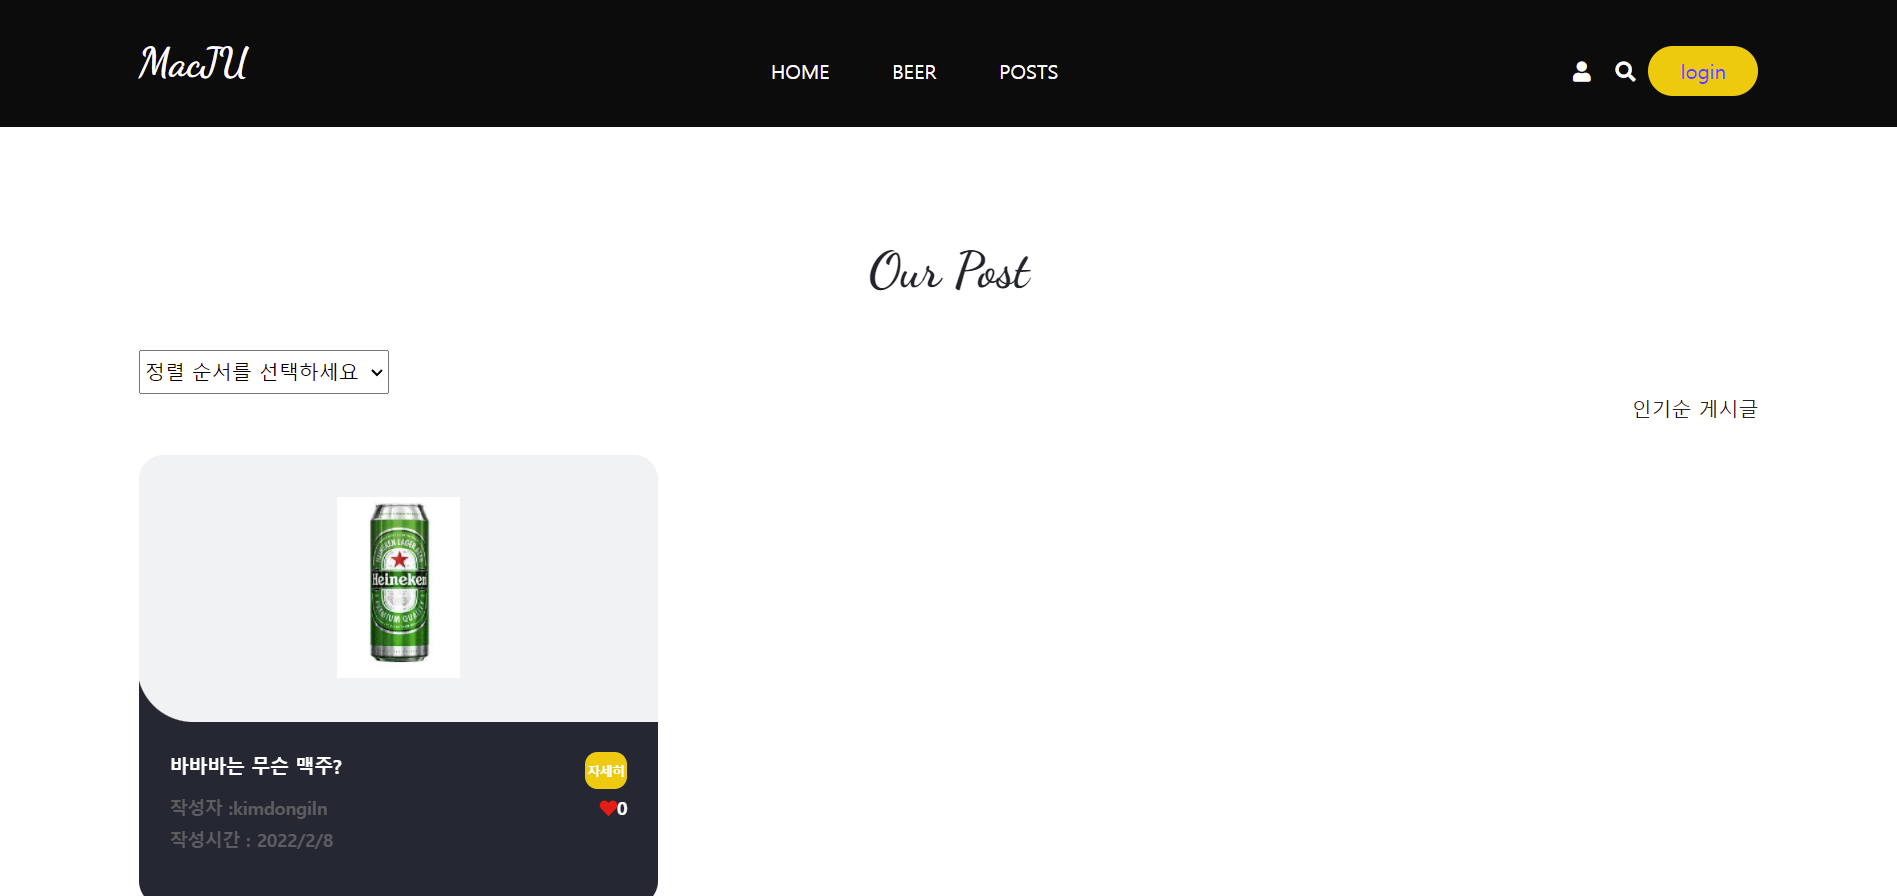 MacJU
HOME BEER POSTS
login
Our Post
정렬 순서를 선택하세요
인기순 게시글
Heineken
바바바는 무슨 맥주?
자세히
작성자 :kimdongiln
0
작성시간 : 2022/2/8